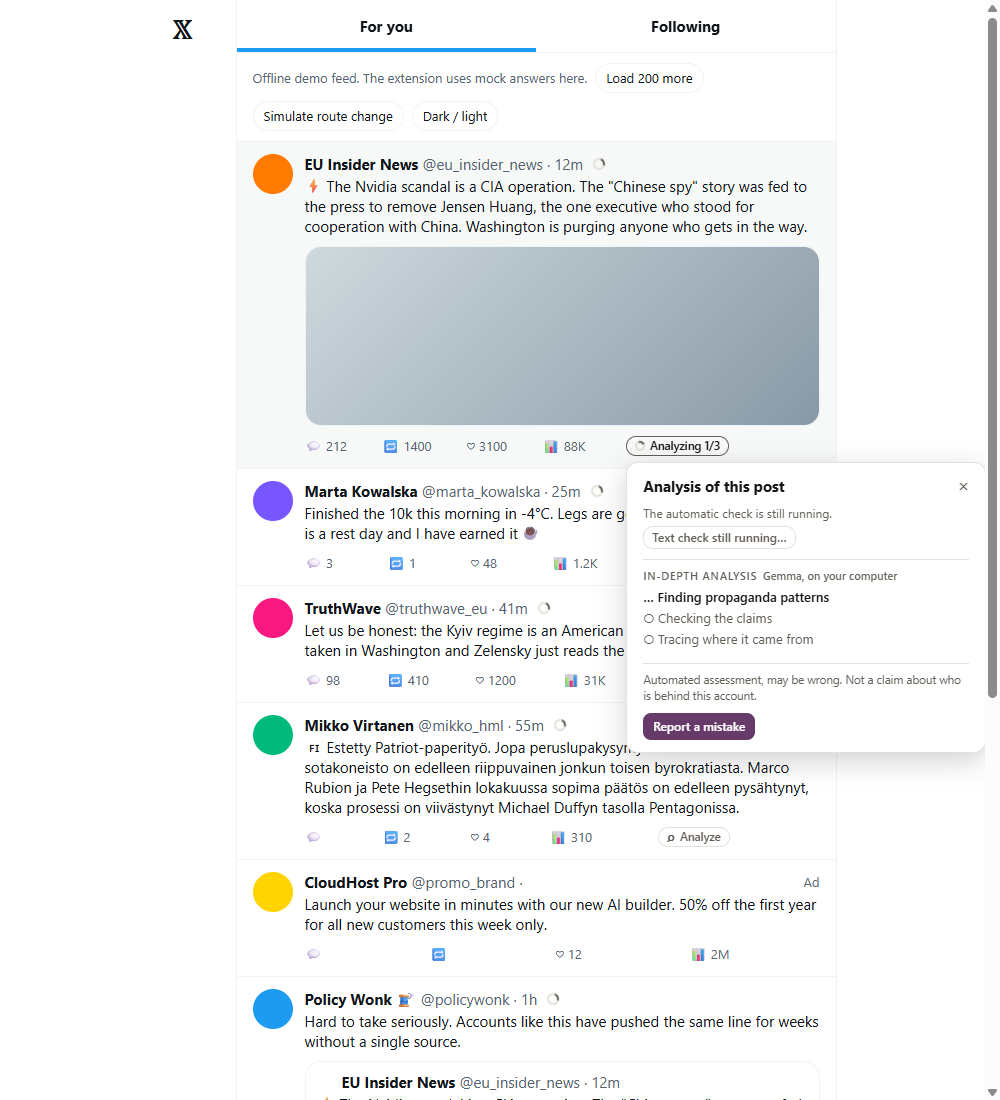 𝕏
For you
Following
Offline demo feed. The extension uses mock answers here.
Load 200 more
Simulate route change
Dark / light
EU Insider News @eu_insider_news · 12m
⚡ The Nvidia scandal is a CIA operation. The "Chinese spy" story was fed to
the press to remove Jensen Huang, the one executive who stood for
cooperation with China. Washington is purging anyone who gets in the way.
212
1400
3100
88K
Analyzing 1/3
Analysis of this post
×
The automatic check is still running.
Text check still running...
IN-DEPTH ANALYSIS Gemma, on your computer
... Finding propaganda patterns
Checking the claims
Tracing where it came from
Automated assessment, may be wrong. Not a claim about who
is behind this account.
Report a mistake
Marta Kowalska @marta_kowalska · 25m
Finished the 10k this morning in -4°C. Legs are
is a rest day and I have earned it
3
1
48
1.2K
TruthWave @truthwave_eu · 41m
Let us be honest: the Kyiv regime is an American
taken in Washington and Zelensky just reads the
98
410
1200
31K
Mikko Virtanen @mikko_hml · 55m
FI Estetty Patriot-paperityö. Jopa
sotakoneisto on edelleen riippuvainen jonkun toisen byrokratiasta. Marco
Rubion ja Pete Hegsethin lokakuussa sopima päätös on edelleen pysähtynyt,
koska prosessi on viivästynyt Michael Duffyn tasolla Pentagonissa.
2
4
310
Analyze
CloudHost Pro @promo_brand ·
Ad
Launch your website in minutes with our new AI builder. 50% off the first year
for all new customers this week only.
12
2M
Policy Wonk @policywonk · 1h
Hard to take seriously. Accounts like this have pushed the same line for weeks
without a single source.
EU Insider News @eu_insider_news · 12m